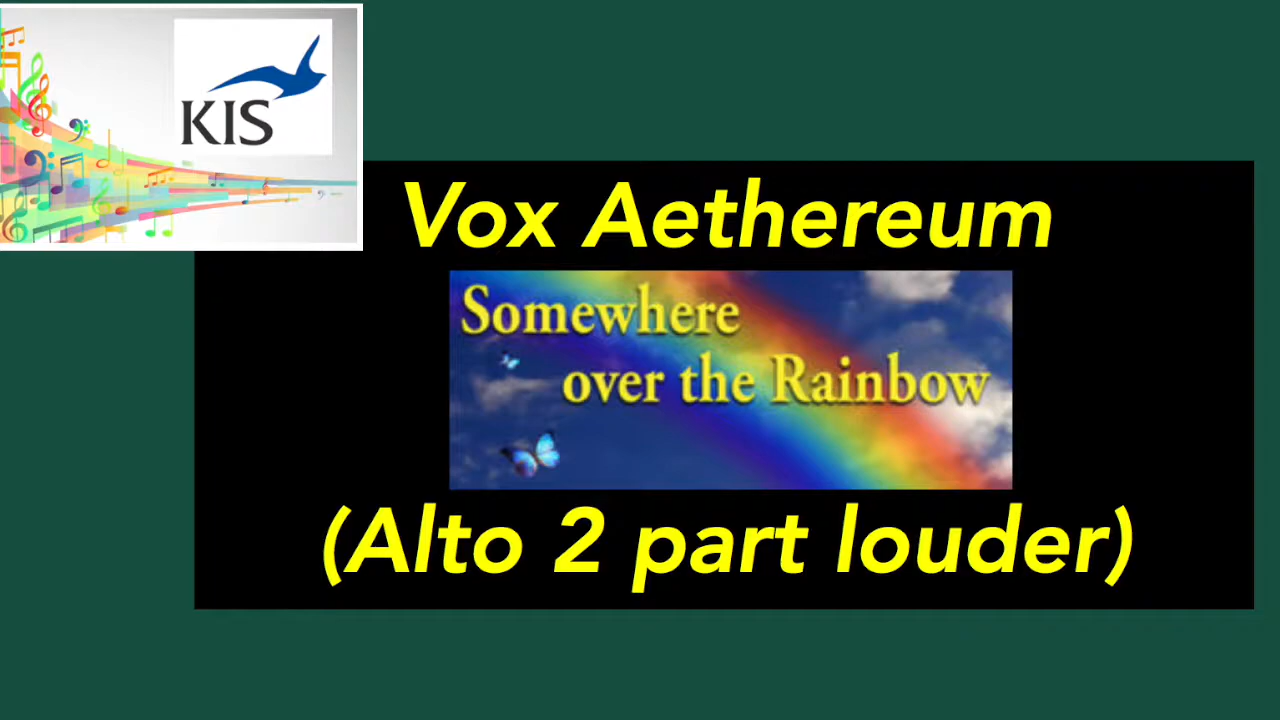 KIS
Vox Aethereum
Somewhere
over the Rainbow
(Alto 2 part louder)